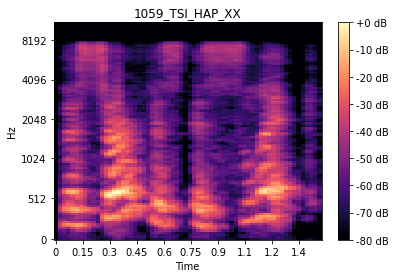 1059_TSI_HAP_XX
+0 dB
8192
-10 dB
4096
-20 dB
-30 dB
2048
Hz
-40 dB
1024
-50 dB
512
-60 dB
-70 dB
0
-80 dB
0 0.15 0.3 0.45 0.6 0.75 0.9 1.1 1.2 1.4
Time